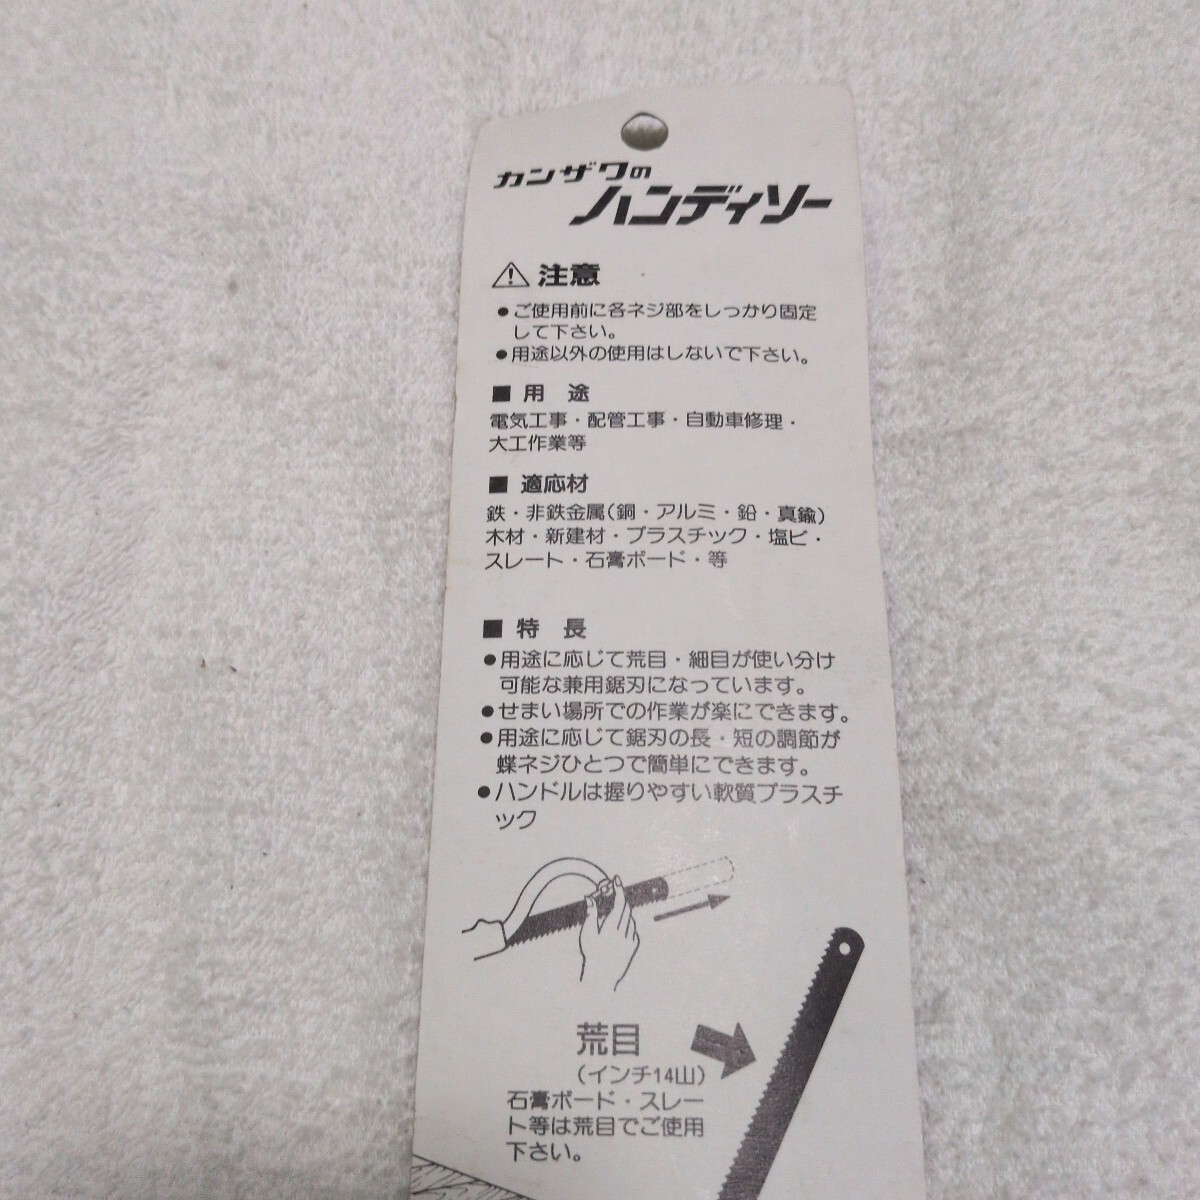 カンザワの
ハンディソー
注意
●ご使用前に各ネジ部をしっかり固定
して下さい。
●用途以外の使用はしないで下さい。
■ 用 途
電気工事・配管工事・自動車修理・
大工作業等
■ 適応材
鉄・非鉄金属(銅・アルミ・鉛・真鍮)
木材・新建材・プラスチック・塩ビ・
スレート・石膏ボード・等
■ 特 長
●用途に応じて荒目・細目が使い分け
可能な兼用鋸刃になっています。
●せまい場所での作業が楽にできます。
●用途に応じて鋸刃の長・短の調節が
蝶ネジひとつで簡単にできます。
●ハンドルは握りやすい軟質プラスチ
ック
荒目
(インチ14山)
石膏ボード・スレー
ト等は荒目でご使用
下さい。